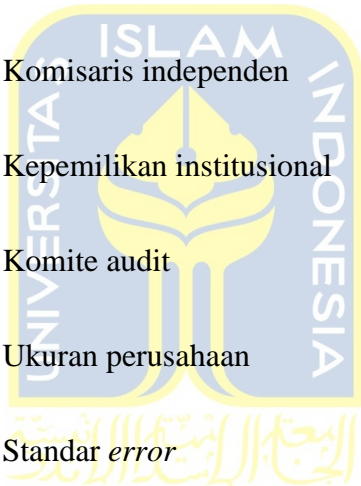 ISLAM
UNIVERSITAS
INDONESIA
Komisaris independen
Kepemilikan institusional
Komite audit
Ukuran perusahaan
Standar error